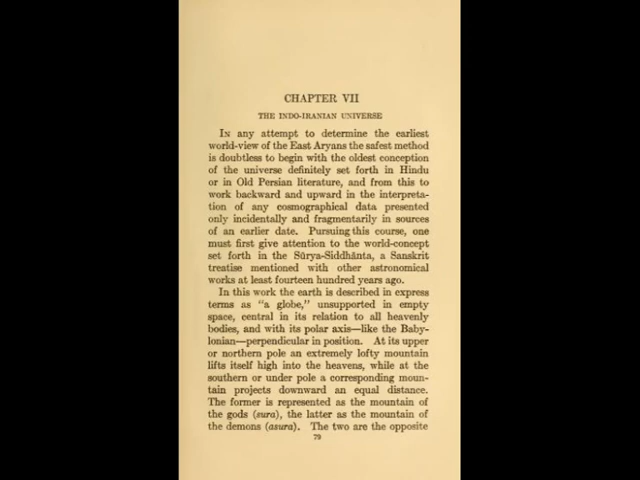 CHAPTER VII
THE INDO-IRANIAN UNIVERSE
In any attempt to determine the earliest
world-view of the East Aryans the safest method
is doubtless to begin with the oldest conception
of the universe definitely set forth in Hindu
or in Old Persian literature, and from this to
work backward and upward in the interpreta-
tion of any cosmographical data presented
only incidentally and fragmentarily in sources
of an earlier date. Pursuing this course, one
must first give attention to the world-concept
set forth in the Sūrya-Siddhānta, a Sanskrit
treatise mentioned with other astronomical
works at least fourteen hundred years ago.
In this work the earth is described in express
terms as "a globe," unsupported in empty
space, central in its relation to all heavenly
bodies, and with its polar axis—like the Baby-
lonian—perpendicular in position. At its upper
or northern pole an extremely lofty mountain
lifts itself high into the heavens, while at the
southern or under pole a corresponding moun-
tain projects downward an equal distance.
The former is represented as the mountain of
the gods (sura), the latter as the mountain of
the demons (asura). The two are the opposite
79